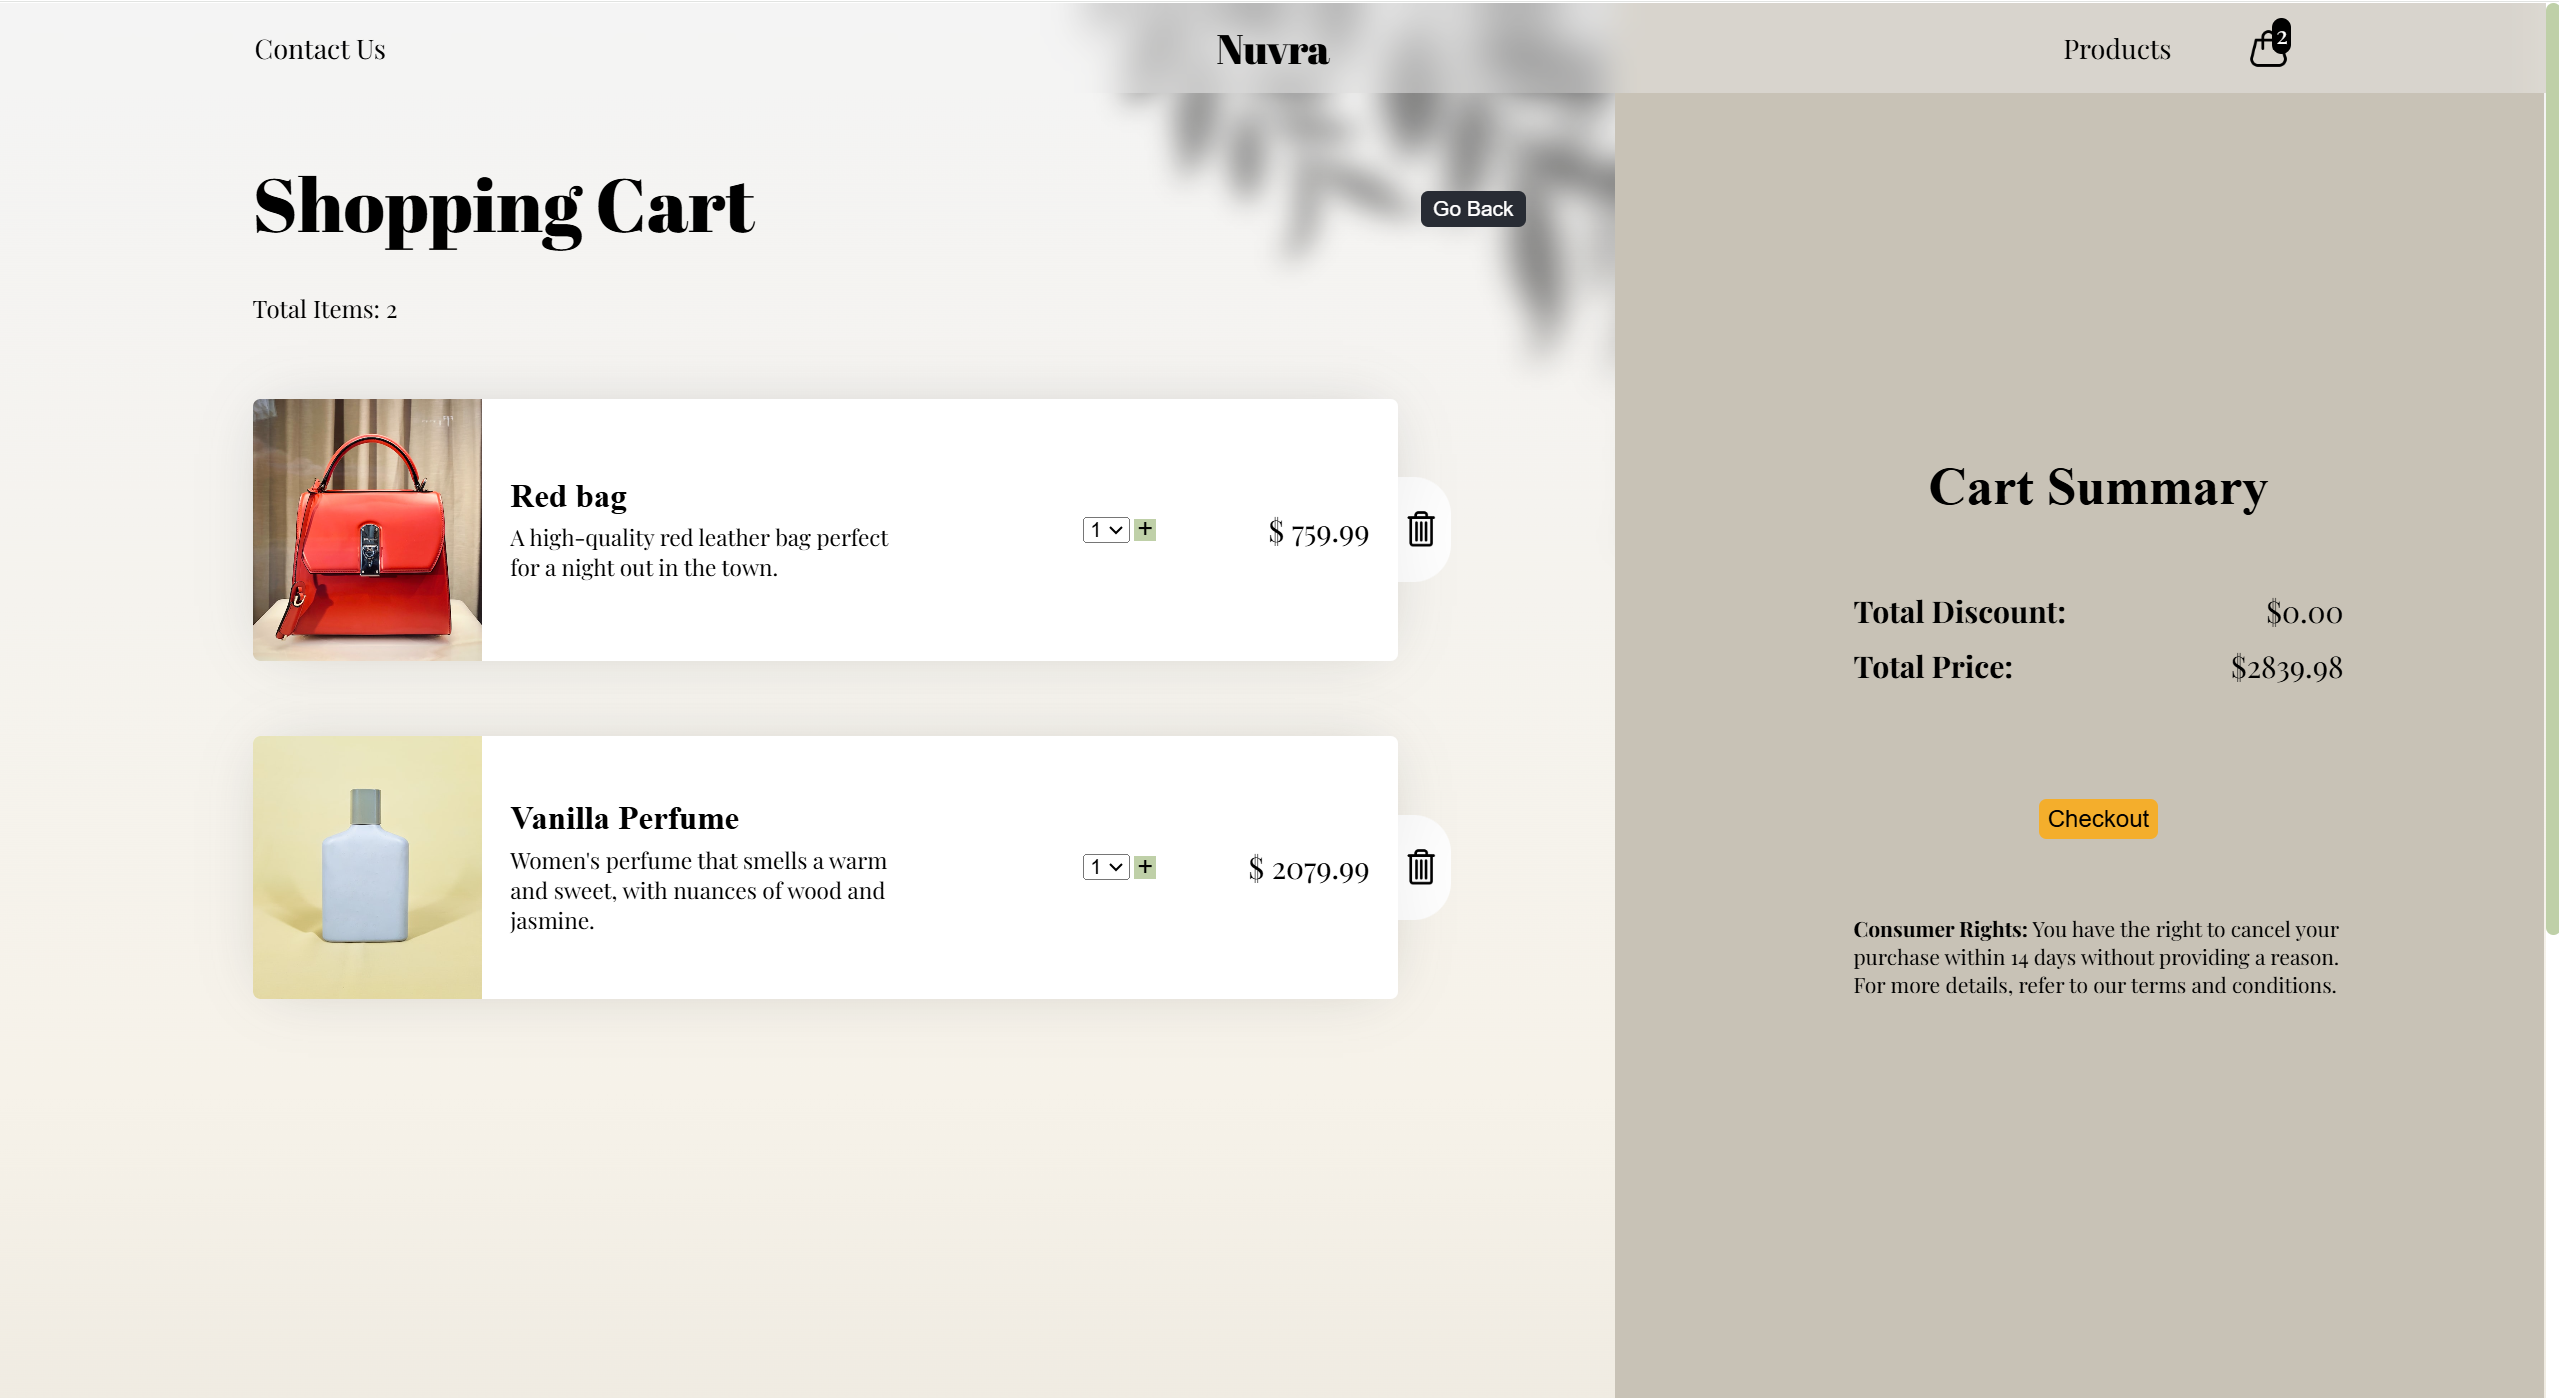 Contact Us
Nuvra
Products
2
Shopping Cart
Go Back
Total Items: 2
Red bag
A high-quality red leather bag perfect
for a night out in the town.
1
+
$ 759.99
Vanilla Perfume
Women's perfume that smells a warm
and sweet, with nuances of wood and
jasmine.
1
+
$ 2079.99
Cart Summary
Total Discount: $0.00
Total Price: $2839.98
Checkout
Consumer Rights: You have the right to cancel your
purchase within 14 days without providing a reason.
For more details, refer to our terms and conditions.